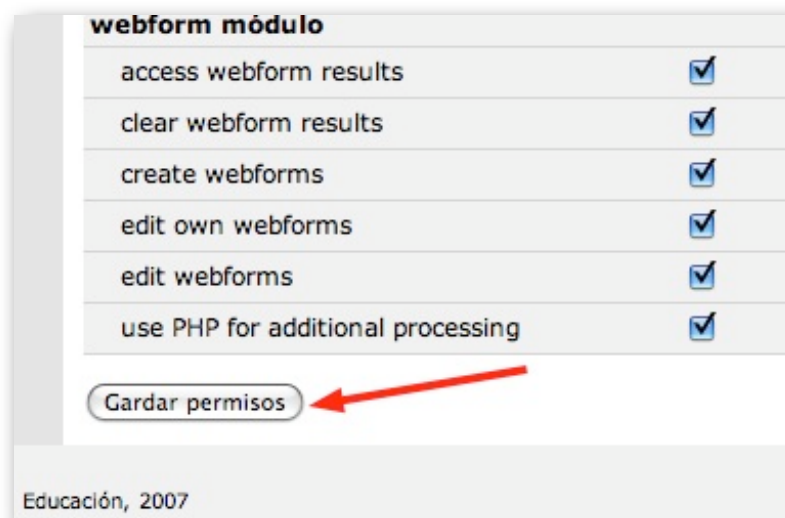 webform módulo
access webform results
clear webform results
create webforms
edit own webforms
edit webforms
use PHP for additional processing
Gardar permisos
Educación, 2007